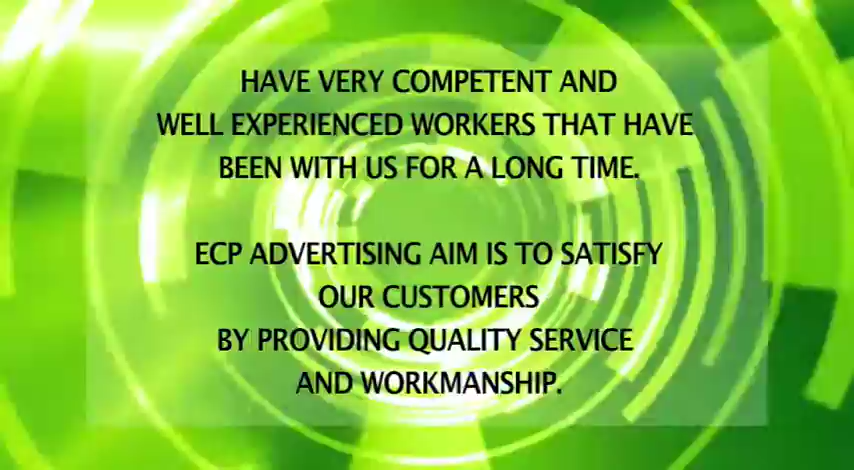 HAVE VERY COMPETENT AND
WELL EXPERIENCED WORKERS THAT HAVE
BEEN WITH US FOR A LONG TIME.
ECP ADVERTISING AIM IS TO SATISFY
OUR CUSTOMERS
BY PROVIDING QUALITY SERVICE
AND WORKMANSHIP.